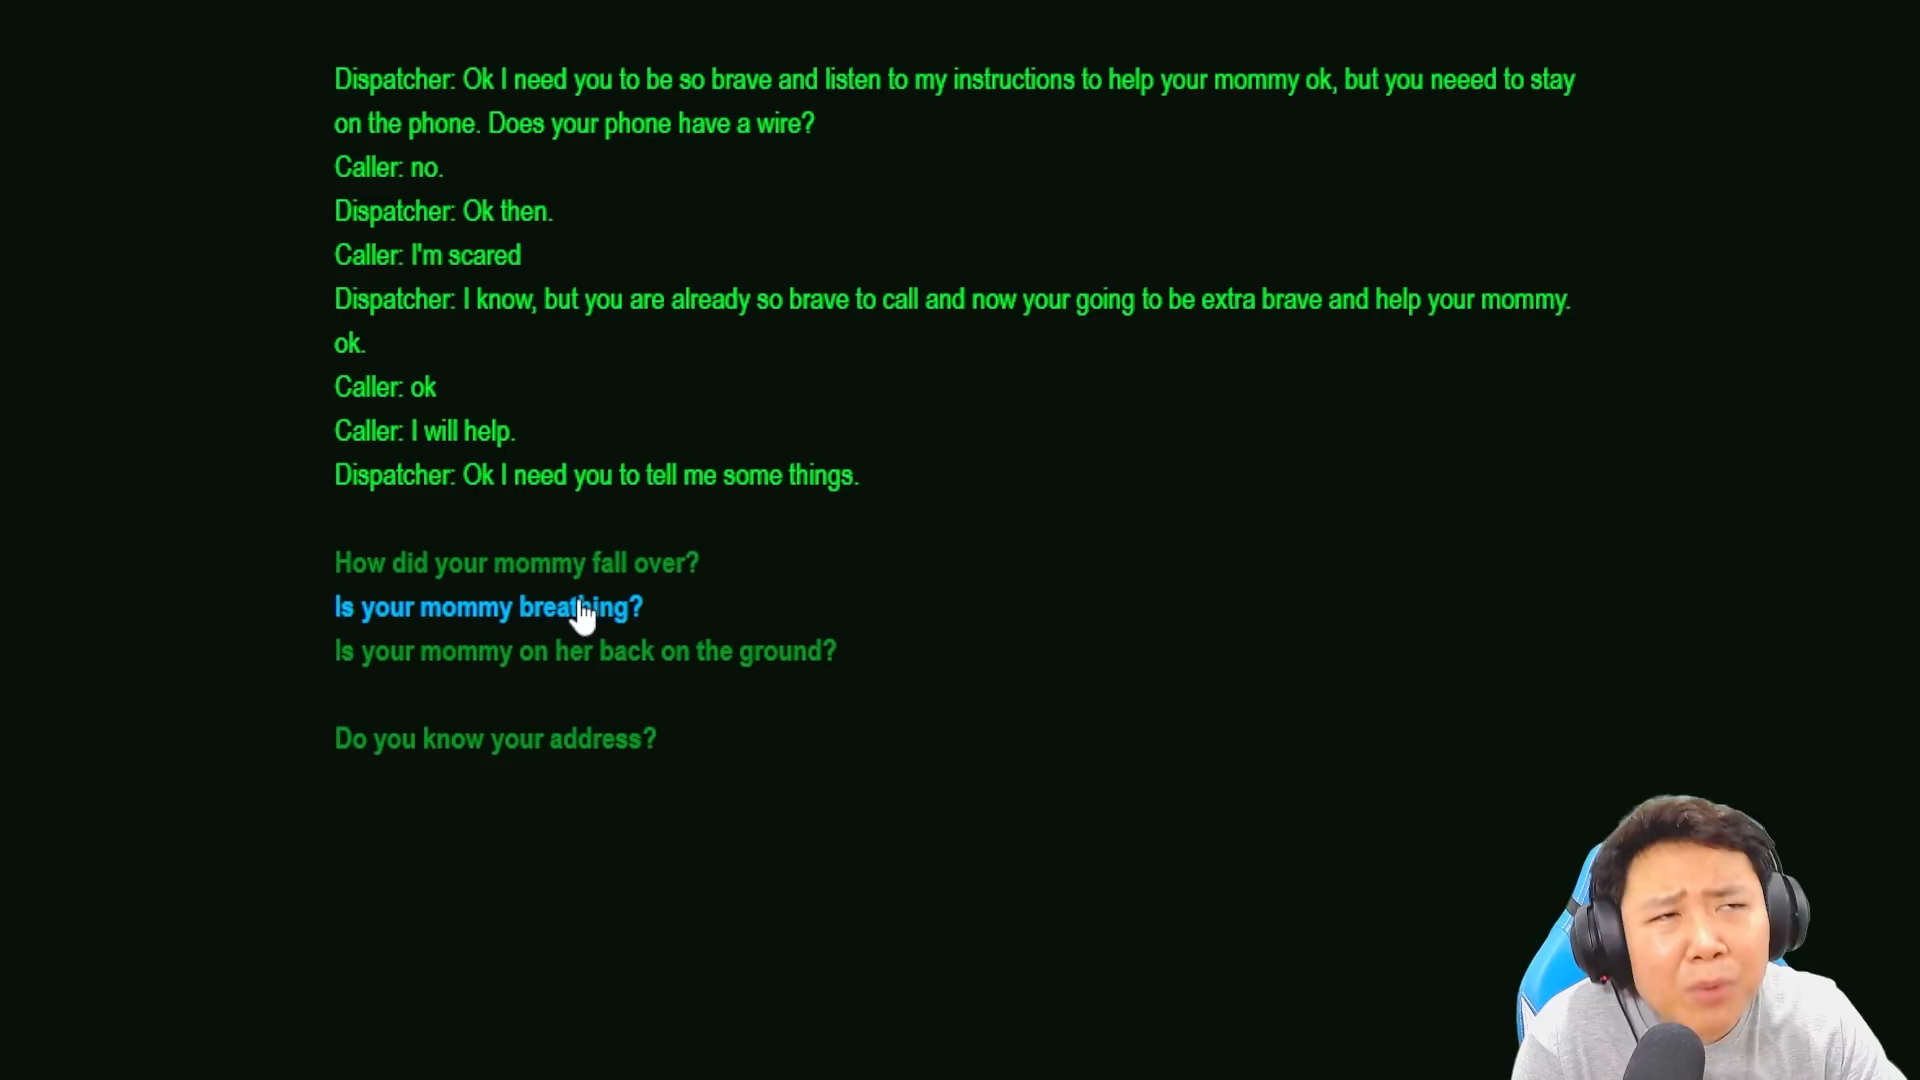 Dispatcher: Ok I need you to be so brave and listen to my instructions to help your mommy ok, but you neeed to stay
on the phone. Does your phone have a wire?
Caller: no.
Dispatcher: Ok then.
Caller: I'm scared
Dispatcher: I know, but you are already so brave to call and now your going to be extra brave and help your mommy.
ok.
Caller: ok
Caller: I will help.
Dispatcher: Ok I need you to tell me some things.
How did your mommy fall over?
Is your mommy breathing?
Is your mommy on her back on the ground?
Do you know your address?